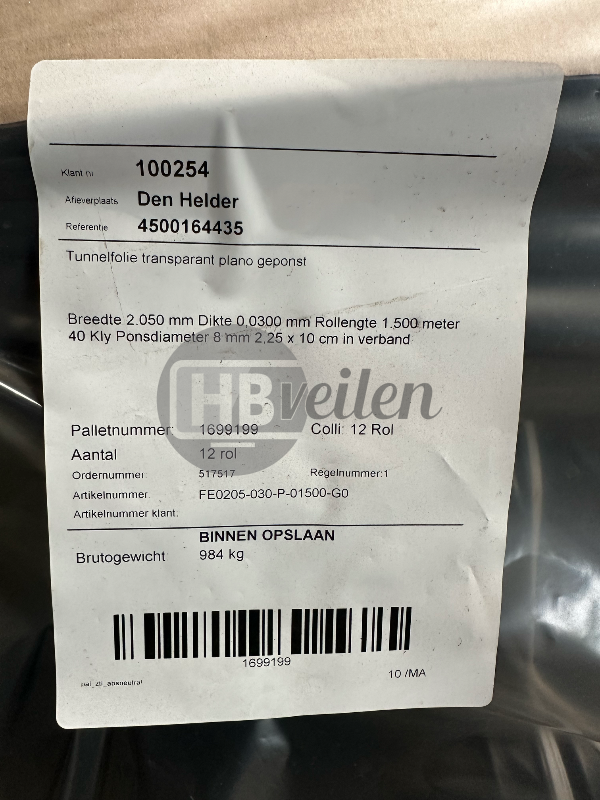 Klant nr 100254
Afleverplaats Den Helder
Referentie 4500164435
Tunnelfolie transparant plano geponst
Breedte 2.050 mm Dikte 0,0300 mm Rollengte 1.500 meter
40 Kly Ponsdiameter 8 mm 2,25 x 10 cm in verband
HBveilen
Palletnummer: 1699199 Colli: 12 Rol
Aantal 12 rol
Ordernummer 517517 Regelnummer:1
Artikelnummer. FE0205-030-P-01500-G0
Artikelnummer klant:
BINNEN OPSLAAN
Brutogewicht 984 kg
1699199
10 /MA